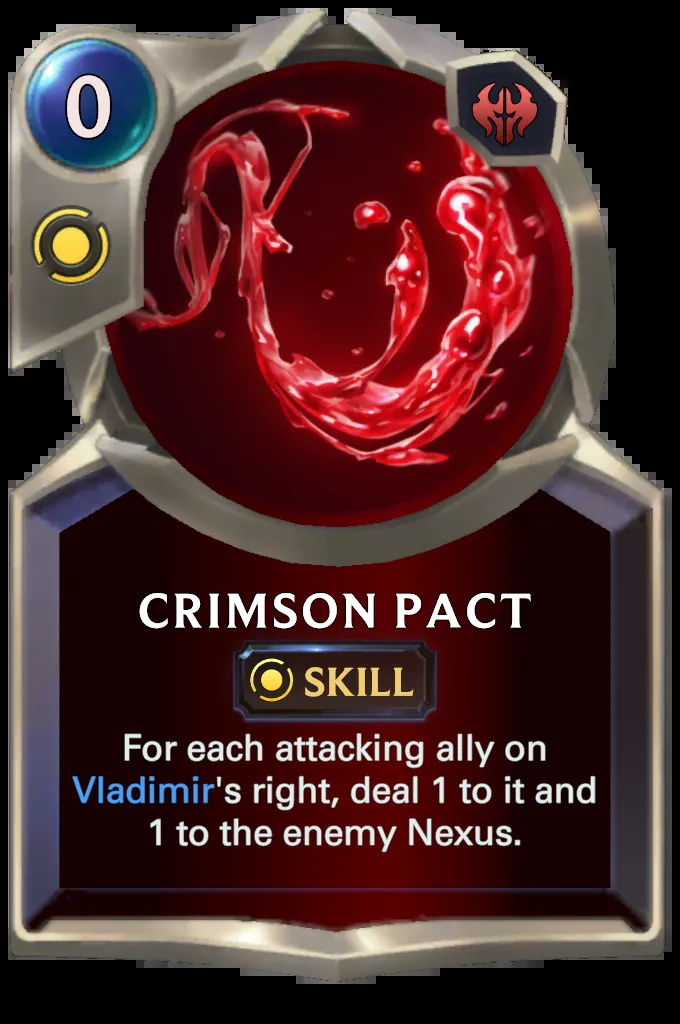 0
CRIMSON PACT
SKILL
For each attacking ally on
Vladimir's right, deal 1 to it and
1 to the enemy Nexus.